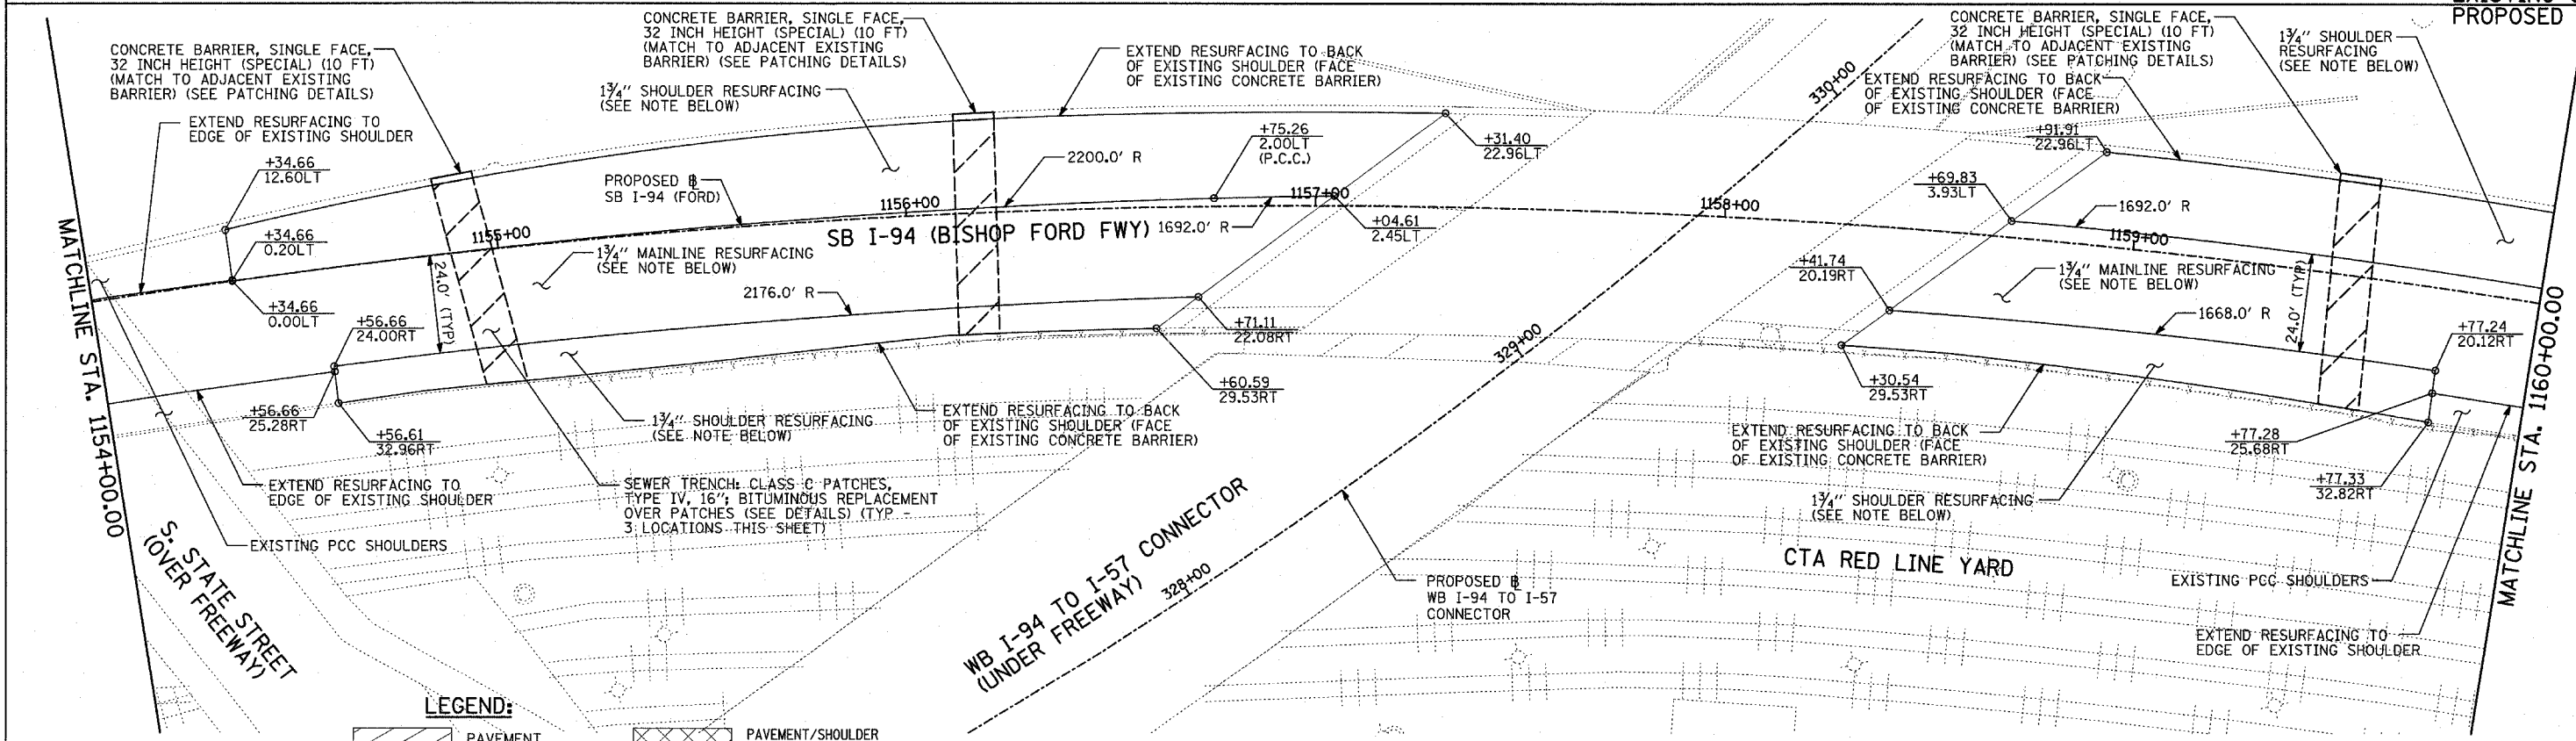 EXISTING
PROPOSED
CONCRETE BARRIER, SINGLE FACE,
32 INCH HEIGHT (SPECIAL) (10 FT)
(MATCH TO ADJACENT EXISTING
BARRIER) (SEE PATCHING DETAILS)
EXTEND RESURFACING TO
EDGE OF EXISTING SHOULDER
+34.66
12.60LT
+34.66
0.20LT
+34.66
0.00LT
CONCRETE BARRIER, SINGLE FACE,
32 INCH HEIGHT (SPECIAL) (10 FT)
(MATCH TO ADJACENT EXISTING
BARRIER) (SEE PATCHING DETAILS)
1¾" SHOULDER RESURFACING
(SEE NOTE BELOW)
PROPOSED ℄
SB I-94 (FORD)
EXTEND RESURFACING TO BACK
OF EXISTING SHOULDER (FACE
OF EXISTING CONCRETE BARRIER)
+75.26
2.00LT
(P.C.C.)
2200.0' R
+31.40
22.96LT
1155+00
1156+00
1157+00
1158+00
1159+00
SB I-94 (BISHOP FORD FWY)
1692.0' R
+04.61
2.45LT
1¾" MAINLINE RESURFACING
(SEE NOTE BELOW)
24.0' (TYP)
2176.0' R
+56.66
24.00RT
+56.66
25.28RT
+56.61
32.96RT
+71.11
22.08RT
+60.59
29.53RT
1¾" SHOULDER RESURFACING
(SEE NOTE BELOW)
EXTEND RESURFACING TO BACK
OF EXISTING SHOULDER (FACE
OF EXISTING CONCRETE BARRIER)
EXTEND RESURFACING TO
EDGE OF EXISTING SHOULDER
SEWER TRENCH: CLASS C PATCHES,
TYPE IV, 16"; BITUMINOUS REPLACEMENT
OVER PATCHES (SEE DETAILS) (TYP -
3 LOCATIONS THIS SHEET)
EXISTING PCC SHOULDERS
MATCHLINE STA. 1154+00.00
S. STATE STREET
(OVER FREEWAY)
WB I-94 TO I-57 CONNECTOR
(UNDER FREEWAY)
328+00
329+00
330+00
PROPOSED ℄
WB I-94 TO I-57
CONNECTOR
CONCRETE BARRIER, SINGLE FACE,
32 INCH HEIGHT (SPECIAL) (10 FT)
(MATCH TO ADJACENT EXISTING
BARRIER) (SEE PATCHING DETAILS)
EXTEND RESURFACING TO BACK
OF EXISTING SHOULDER (FACE
OF EXISTING CONCRETE BARRIER)
1¾" SHOULDER
RESURFACING
(SEE NOTE BELOW)
+91.91
22.96LT
+69.83
3.93LT
1692.0' R
+41.74
20.19RT
1¾" MAINLINE RESURFACING
(SEE NOTE BELOW)
24.0' (TYP)
1668.0' R
+77.24
20.12RT
+30.54
29.53RT
EXTEND RESURFACING TO BACK
OF EXISTING SHOULDER (FACE
OF EXISTING CONCRETE BARRIER)
+77.28
25.68RT
+77.33
32.82RT
1¾" SHOULDER RESURFACING
(SEE NOTE BELOW)
CTA RED LINE YARD
EXISTING PCC SHOULDERS
EXTEND RESURFACING TO
EDGE OF EXISTING SHOULDER
MATCHLINE STA. 1160+00.00
LEGEND:
PAVEMENT
PAVEMENT/SHOULDER